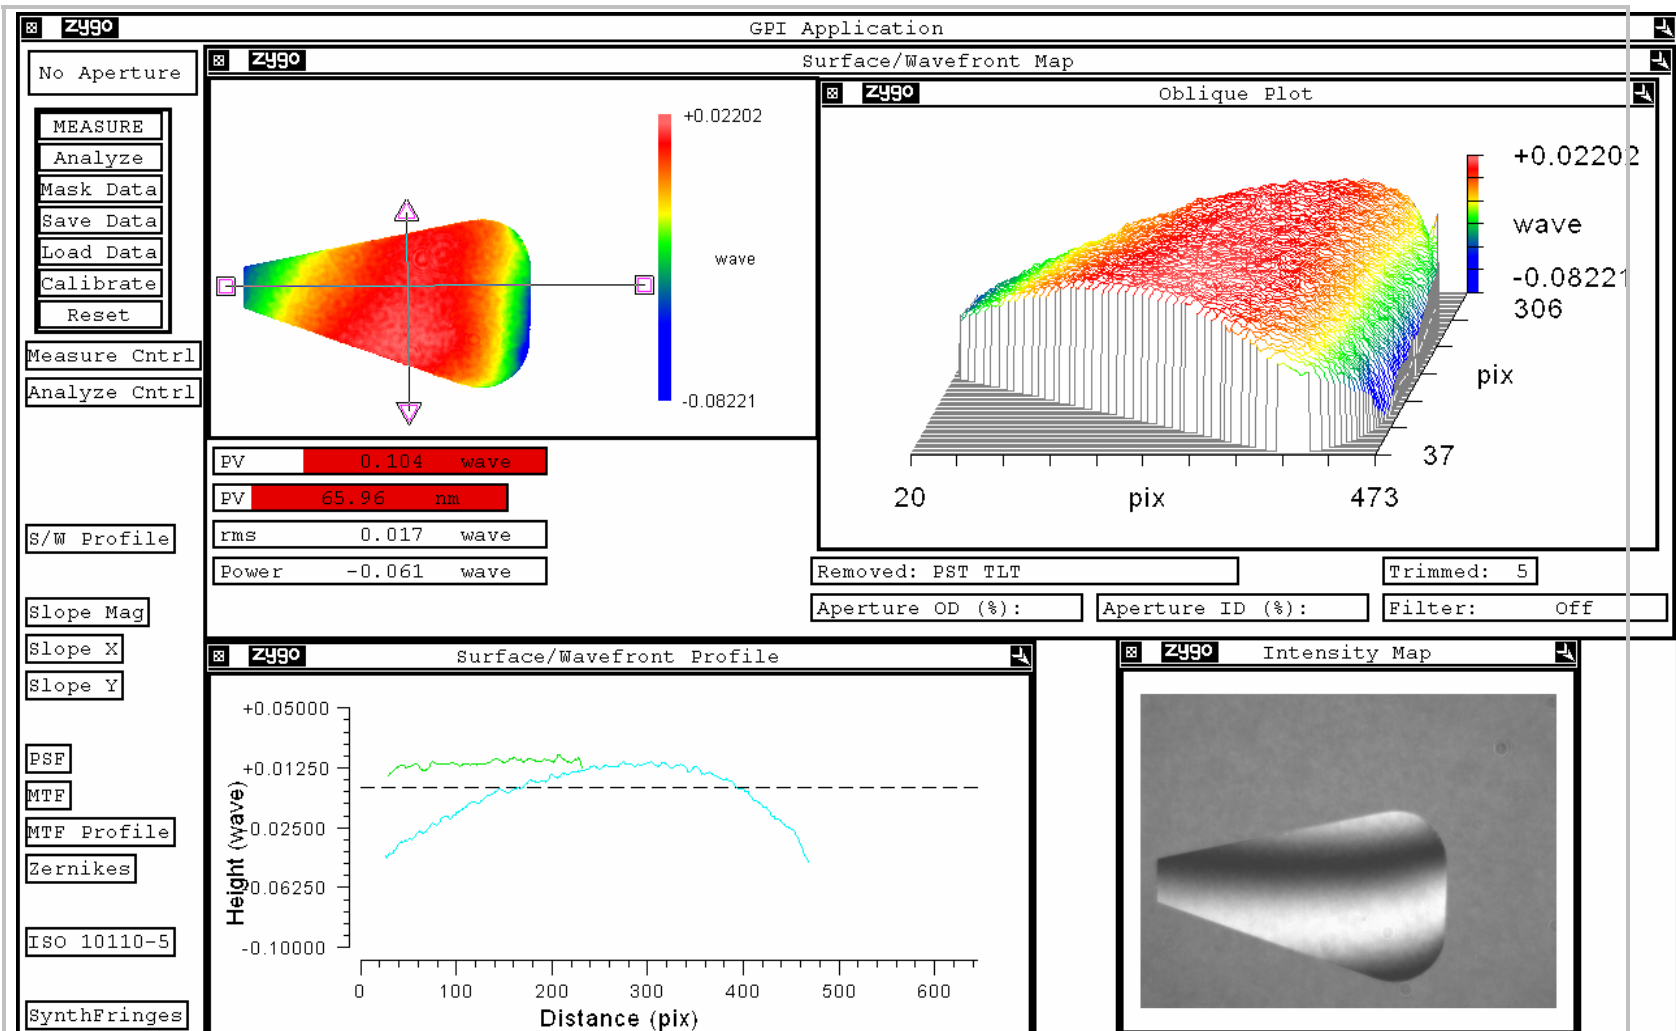 zygo GPI Application
No Aperture
MEASURE
Analyze
Mask Data
Save Data
Load Data
Calibrate
Reset
Measure Cntrl
Analyze Cntrl
S/W Profile
Slope Mag
Slope X
Slope Y
PSF
MTF
MTF Profile
Zernikes
ISO 10110-5
SynthFringes
zygo Surface/Wavefront Map
+0.02202
wave
-0.08221
zygo Oblique Plot
+0.02202
wave
-0.08221
306
pix
37
20 pix 473
PV 0.104 wave
PV 65.96 nm
rms 0.017 wave
Power -0.061 wave
Removed: PST TLT
Trimmed: 5
Aperture OD (%):
Aperture ID (%):
Filter: Off
zygo Surface/Wavefront Profile
+0.05000
+0.01250
-0.02500
0.06250
-0.10000
Height (wave)
0 100 200 300 400 500 600
Distance (pix)
zygo Intensity Map